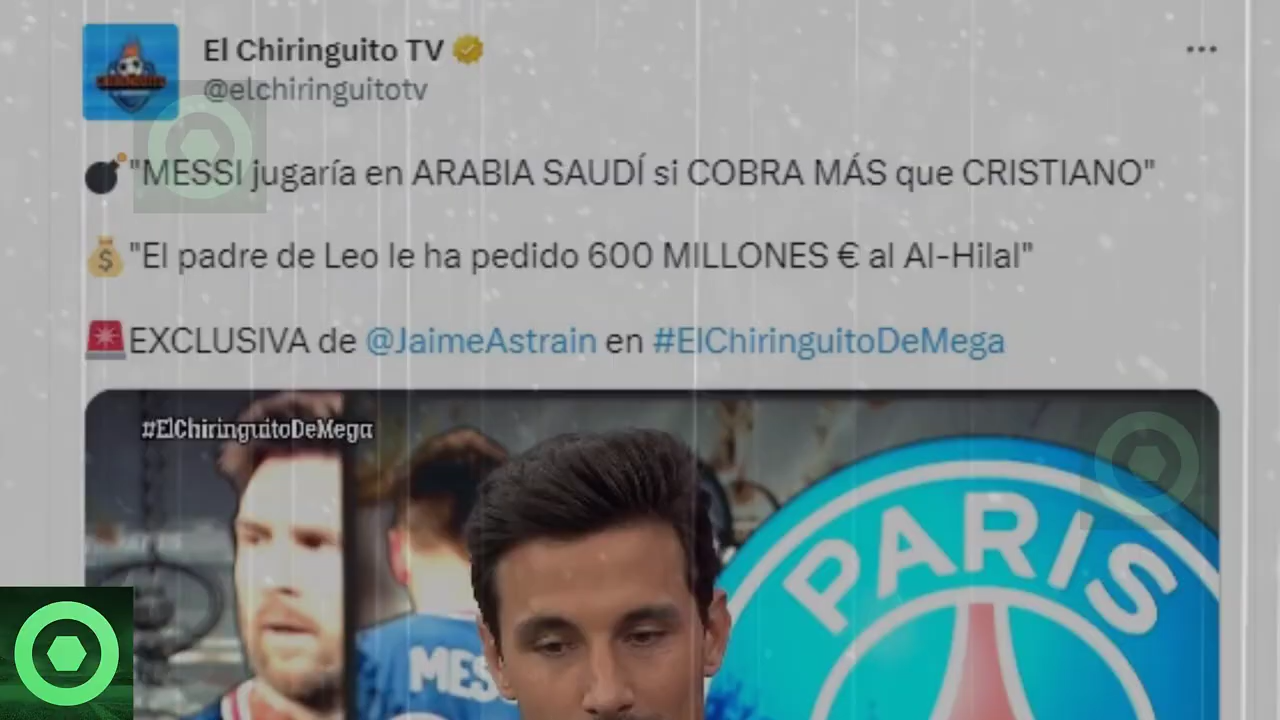 El Chiringuito TV
@elchiringuitotv
"MESSI jugaría en ARABIA SAUDÍ si COBRA MÁS que CRISTIANO"
"El padre de Leo le ha pedido 600 MILLONES € al Al-Hilal"
EXCLUSIVA de @JaimeAstrain en #ElChiringuitoDeMega
#ElChiringuitoDeMega
PARIS
MES